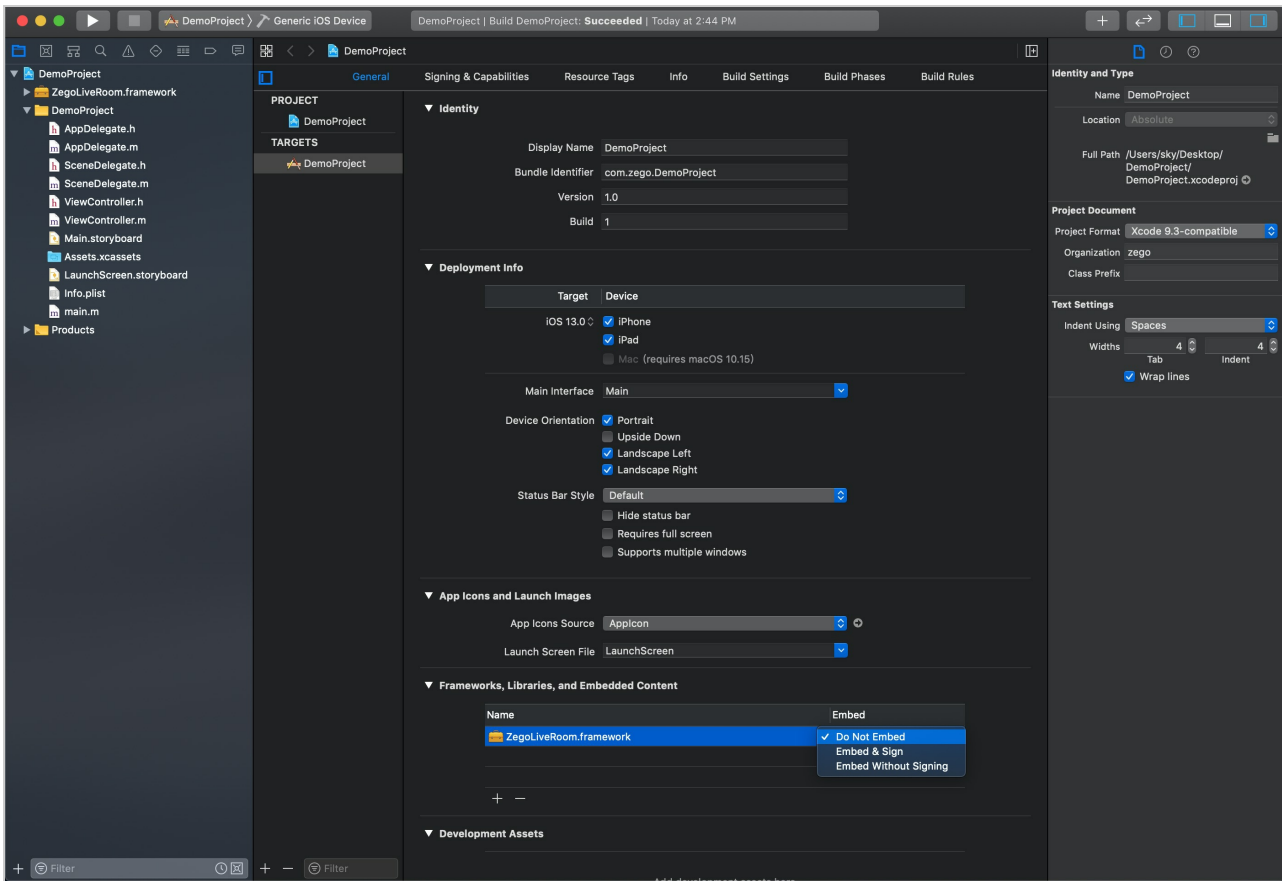 DemoProject 〉 Generic iOS Device
DemoProject | Build DemoProject: Succeeded | Today at 2:44 PM
DemoProject
ZegoLiveRoom.framework
DemoProject
h AppDelegate.h
m AppDelegate.m
h SceneDelegate.h
m SceneDelegate.m
h ViewController.h
m ViewController.m
Main.storyboard
Assets.xcassets
LaunchScreen.storyboard
Info.plist
m main.m
Products
Filter
DemoProject
General Signing & Capabilities Resource Tags Info Build Settings Build Phases Build Rules
PROJECT
DemoProject
TARGETS
DemoProject
Filter
Identity
Display Name DemoProject
Bundle Identifier com.zego.DemoProject
Version 1.0
Build 1
Deployment Info
Target Device
iOS 13.0 iPhone
iPad
Mac (requires macOS 10.15)
Main Interface Main
Device Orientation Portrait
Upside Down
Landscape Left
Landscape Right
Status Bar Style Default
Hide status bar
Requires full screen
Supports multiple windows
App Icons and Launch Images
App Icons Source AppIcon
Launch Screen File LaunchScreen
Frameworks, Libraries, and Embedded Content
Name Embed
ZegoLiveRoom.framework Do Not Embed
Embed & Sign
Embed Without Signing
Development Assets
Add development assets here
Identity and Type
Name DemoProject
Location Absolute
Full Path /Users/sky/Desktop/
DemoProject/
DemoProject.xcodeproj
Project Document
Project Format Xcode 9.3-compatible
Organization zego
Class Prefix
Text Settings
Indent Using Spaces
Widths 4 4
Tab Indent
Wrap lines